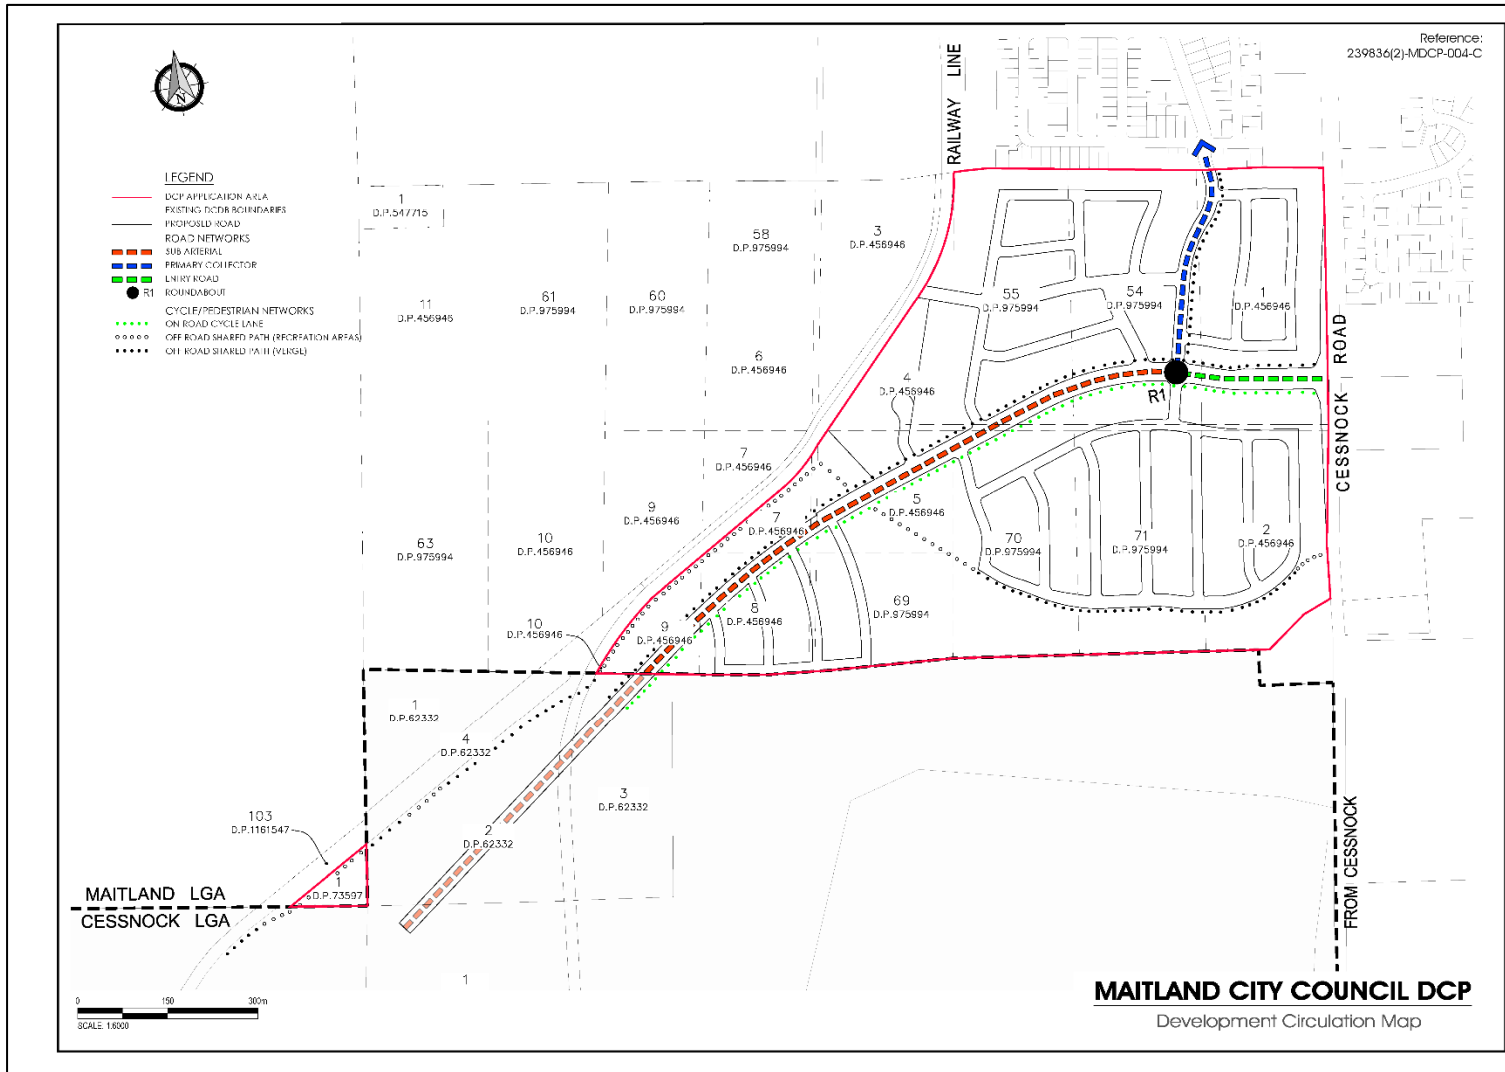 Reference:
239836(2)-MDCP-004-C
RAILWAY LINE
N
LEGEND
DCP APPLICATION AREA
EXISTING DCDB BOUNDARIES
PROPOSED ROAD
ROAD NETWORKS
SUB ARTERIAL
PRIMARY COLLECTOR
ENTRY ROAD
R1 ROUNDABOUT
CYCLE/PEDESTRIAN NETWORKS
ON ROAD CYCLE LANE
OFF ROAD SHARED PATH (RECREATION AREAS)
OFF ROAD SHARED PATH (VERGE)
1
D.P.547715
58
D.P.975994
3
D.P.456946
11
D.P.456946
61
D.P.975994
60
D.P.975994
55
D.P.975994
54
D.P.975994
1
D.P.456946
6
D.P.456946
4
D.P.456946
R1
CESSNOCK ROAD
7
D.P.456946
9
D.P.456946
7
D.P.456946
5
D.P.456946
63
D.P.975994
10
D.P.456946
70
D.P.975994
71
D.P.975994
2
D.P.456946
10
D.P.456946
9
D.P.456946
8
D.P.456946
69
D.P.975994
1
D.P.62332
4
D.P.62332
3
D.P.62332
2
D.P.62332
103
D.P.1161547
1
D.P.73597
MAITLAND LGA
CESSNOCK LGA
FROM CESSNOCK
1
0 150 300m
SCALE: 1:6000
MAITLAND CITY COUNCIL DCP
Development Circulation Map